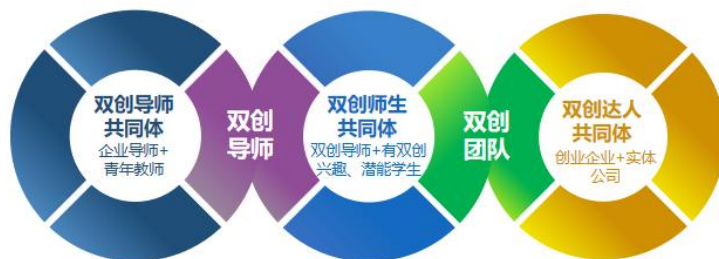 双创导师
共同体
企业导师+
青年教师
双创
导师
双创师生
共同体
双创导师+有双创
兴趣、潜能学生
双创
团队
双创达人
共同体
创业企业+实体
公司